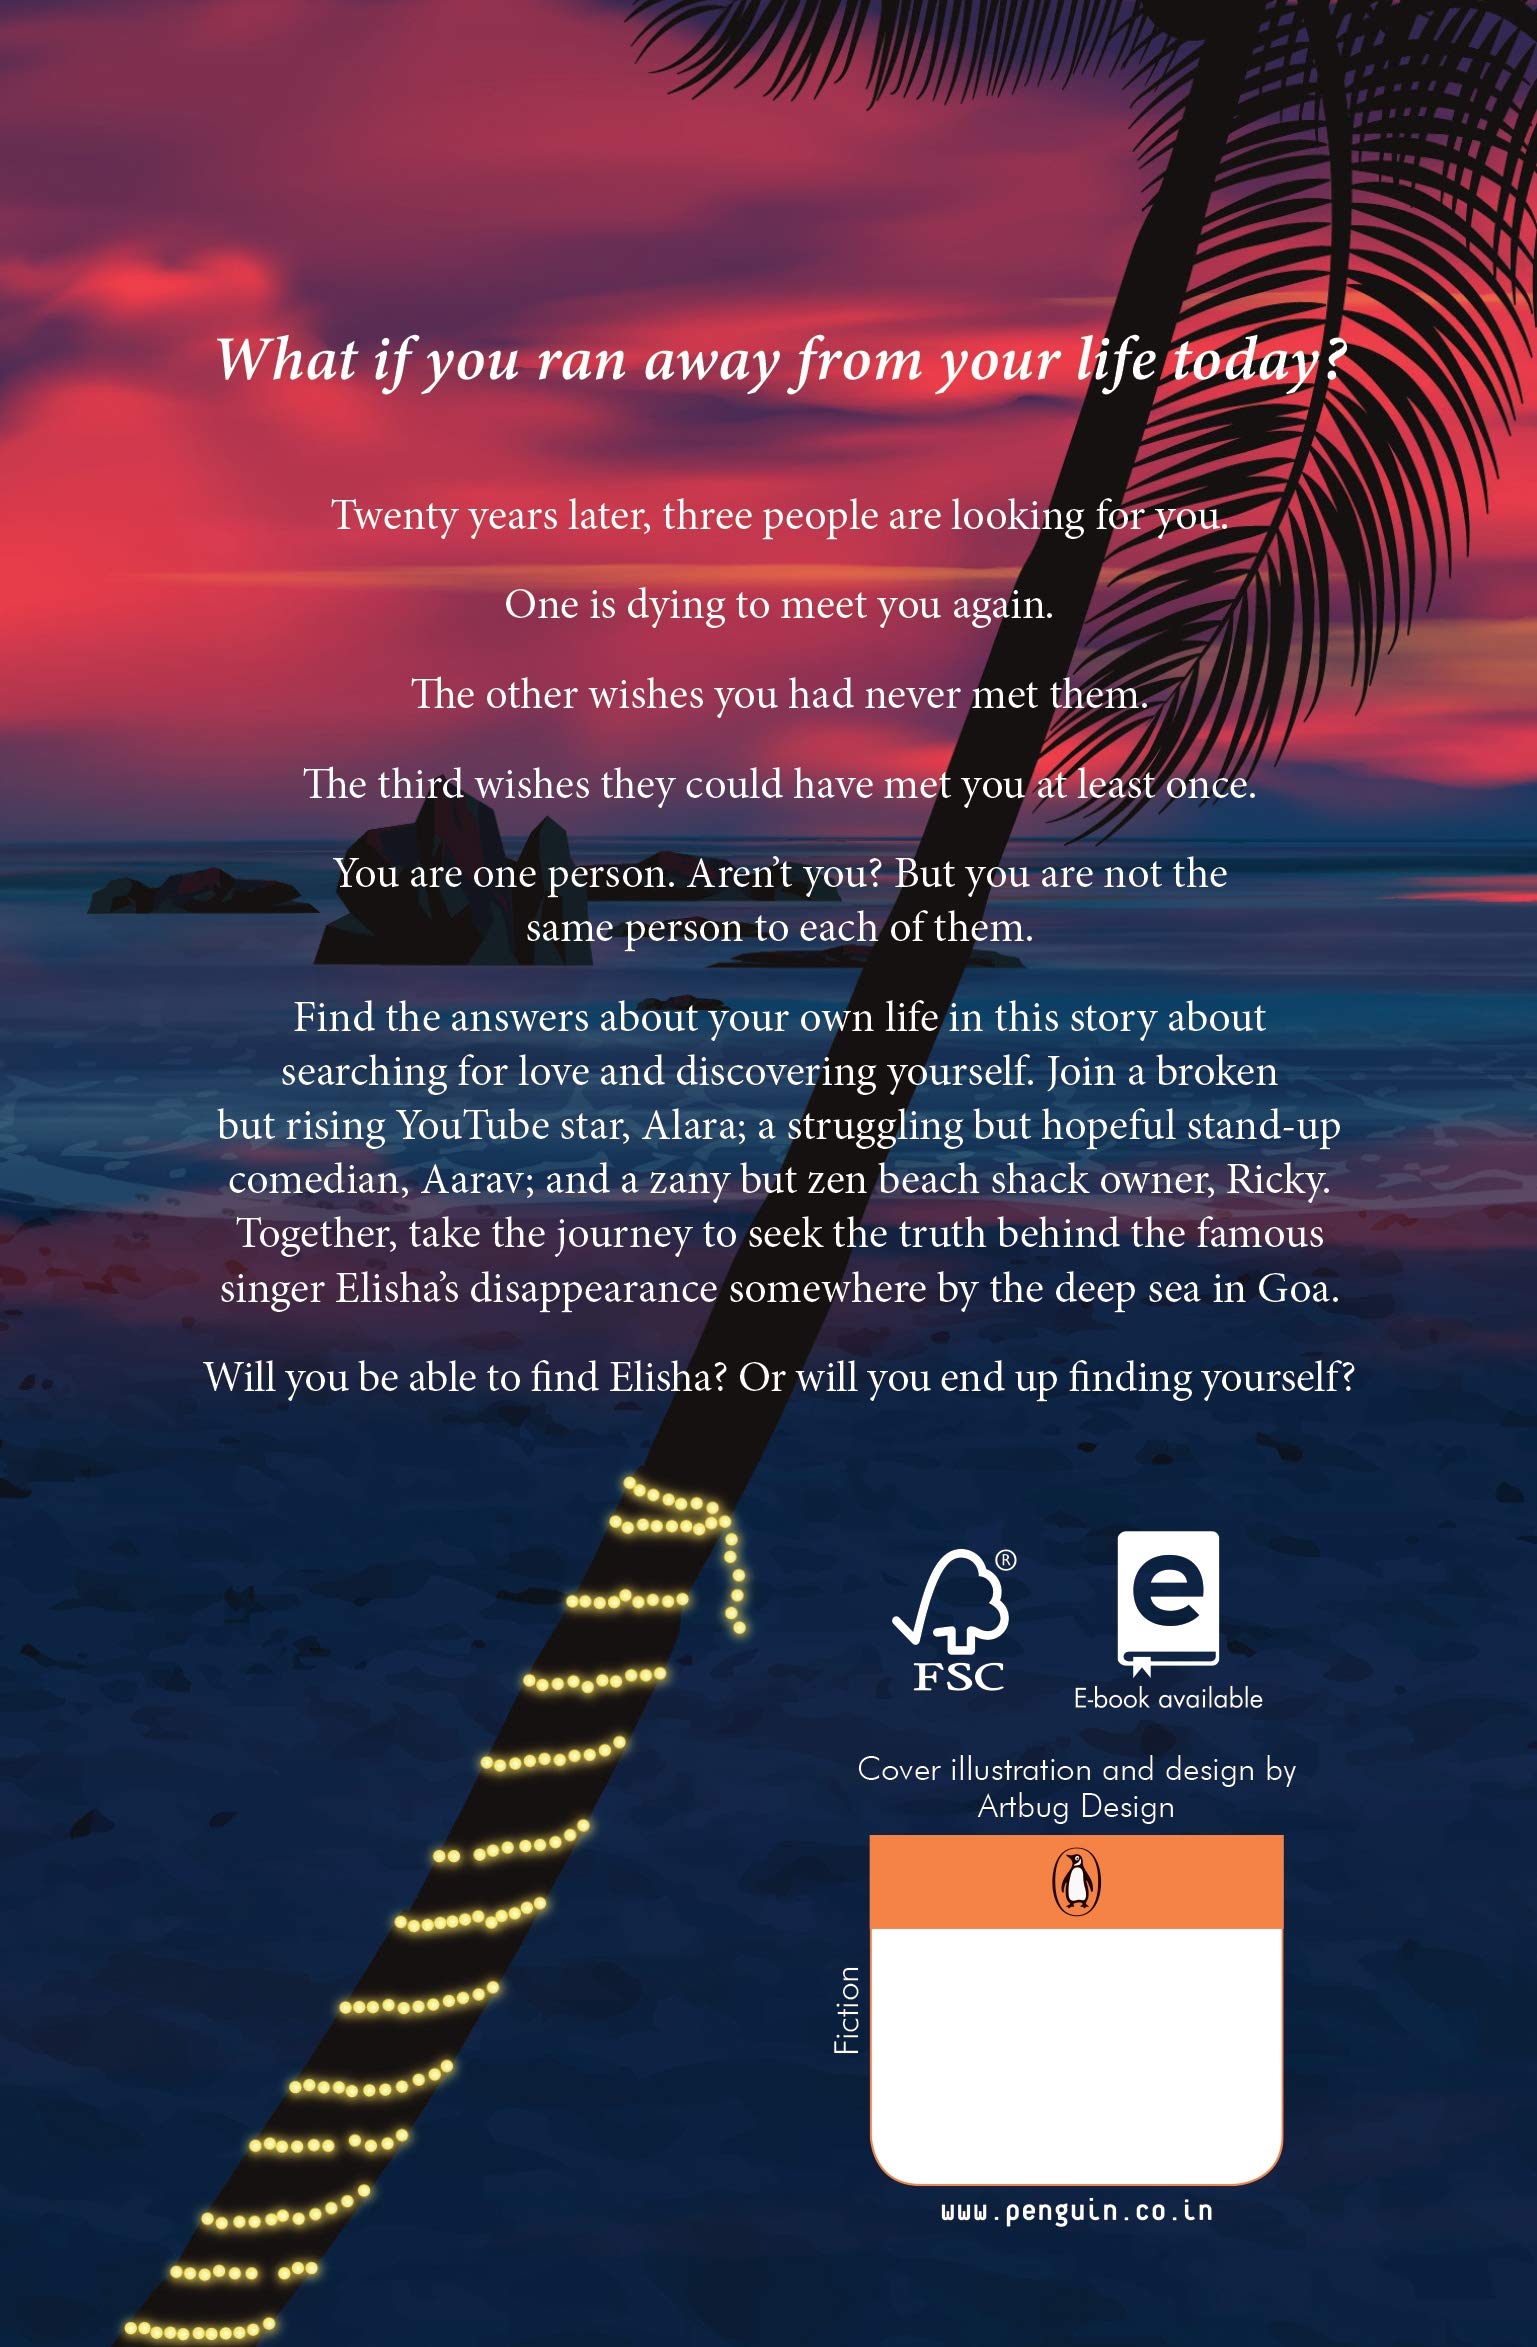 What if you ran away from your life today?
Twenty years later, three people are looking for you.
One is dying to meet you again.
The other wishes you had never met them.
The third wishes they could have met you at least once.
You are one person. Aren’t you? But you are not the
same person to each of them.
Find the answers about your own life in this story about
searching for love and discovering yourself. Join a broken
but rising YouTube star, Alara; a struggling but hopeful stand-up
comedian, Aarav; and a zany but zen beach shack owner, Ricky.
Together, take the journey to seek the truth behind the famous
singer Elisha’s disappearance somewhere by the deep sea in Goa.
Will you be able to find Elisha? Or will you end up finding yourself?
®
FSC
e
E-book available
Cover illustration and design by
Artbug Design
Fiction
www.penguin.co.in